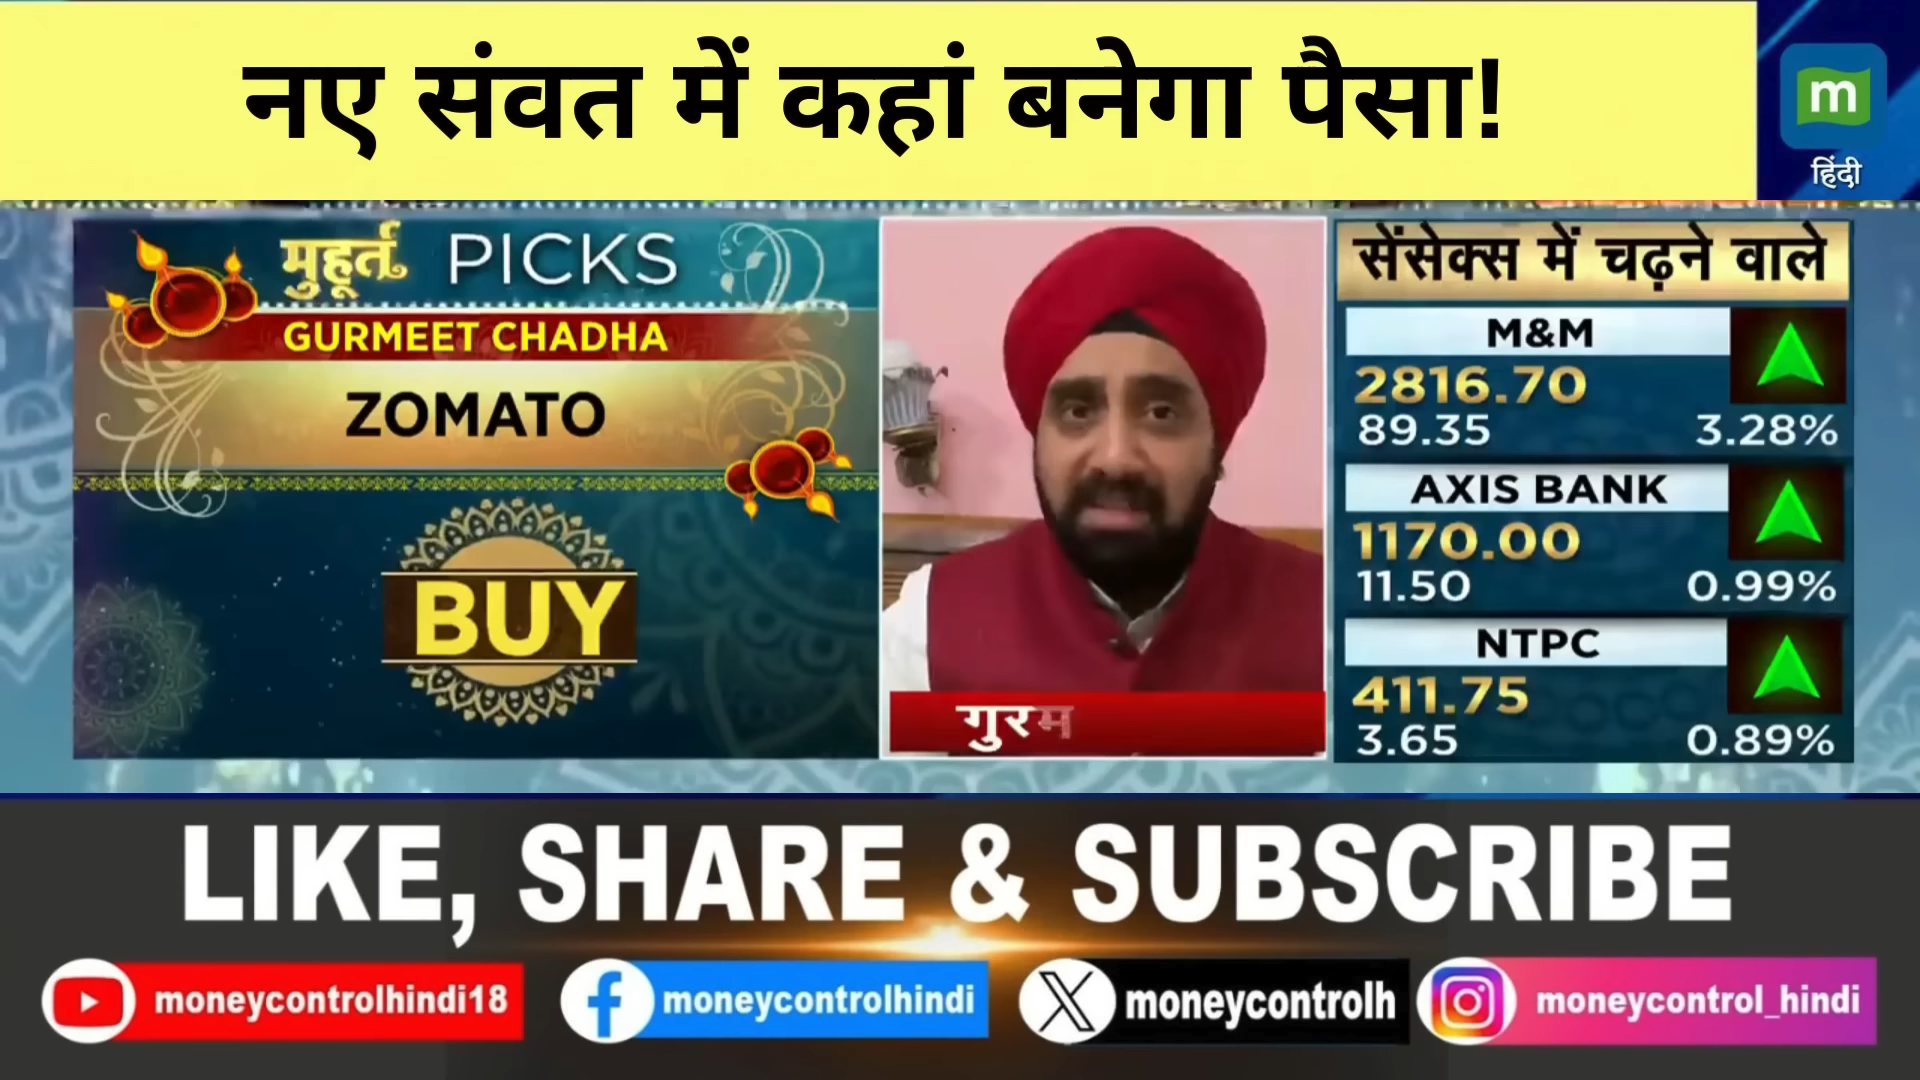 नए संवत में कहां बनेगा पैसा!
m
हिंदी
मुहूर्त PICKS
GURMEET CHADHA
ZOMATO
BUY
गुरम
सेंसेक्स में चढ़ने वाले
M&M
2816.70
89.35 3.28%
AXIS BANK
1170.00
11.50 0.99%
NTPC
411.75
3.65 0.89%
LIKE, SHARE & SUBSCRIBE
moneycontrolhindi18
moneycontrolhindi
moneycontrolh
moneycontrol_hindi